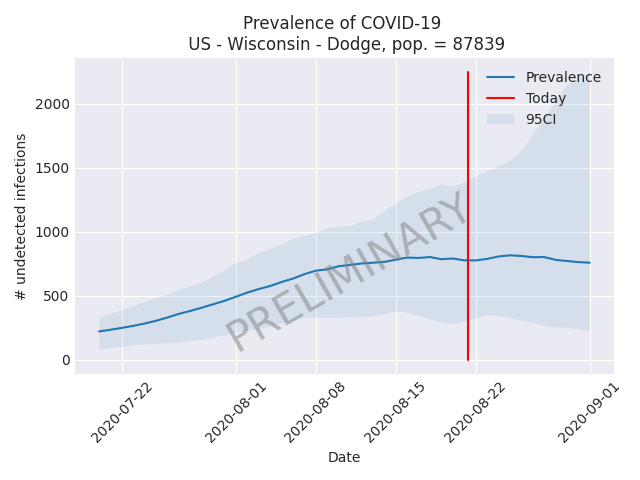 Prevalence of COVID-19
US - Wisconsin - Dodge, pop. = 87839
# undetected infections
2000
1500
1000
500
0
Prevalence
Today
95CI
PRELIMINARY
2020-07-22
2020-08-01
2020-08-08
2020-08-15
2020-08-22
2020-09-01
Date